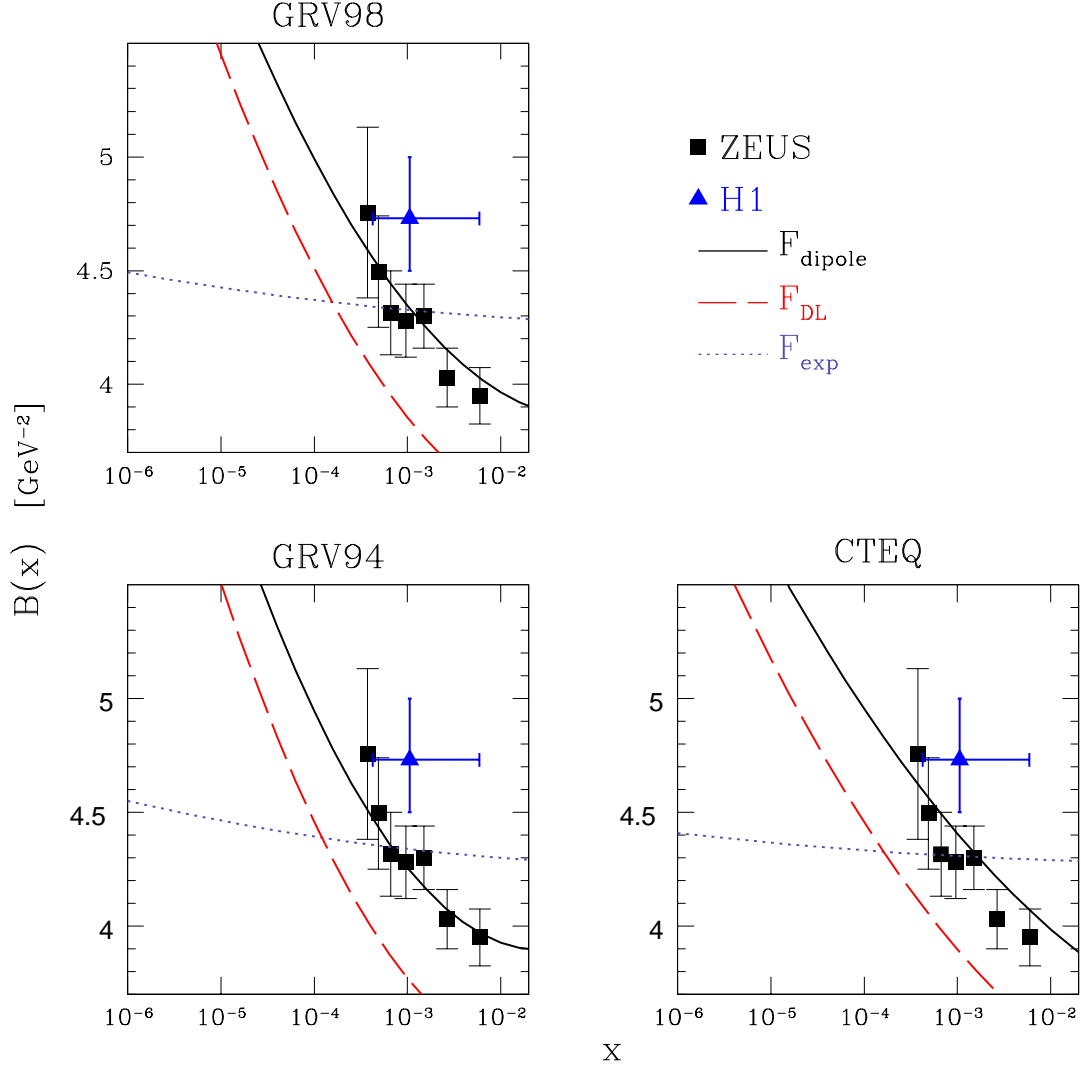 GRV98
ZEUS
H1
F_dipole
F_DL
F_exp
5
4.5
4
10⁻⁶ 10⁻⁵ 10⁻⁴ 10⁻³ 10⁻²
B(x) [GeV⁻²]
GRV94
5
4.5
4
10⁻⁶ 10⁻⁵ 10⁻⁴ 10⁻³ 10⁻²
CTEQ
5
4.5
4
10⁻⁶ 10⁻⁵ 10⁻⁴ 10⁻³ 10⁻²
x